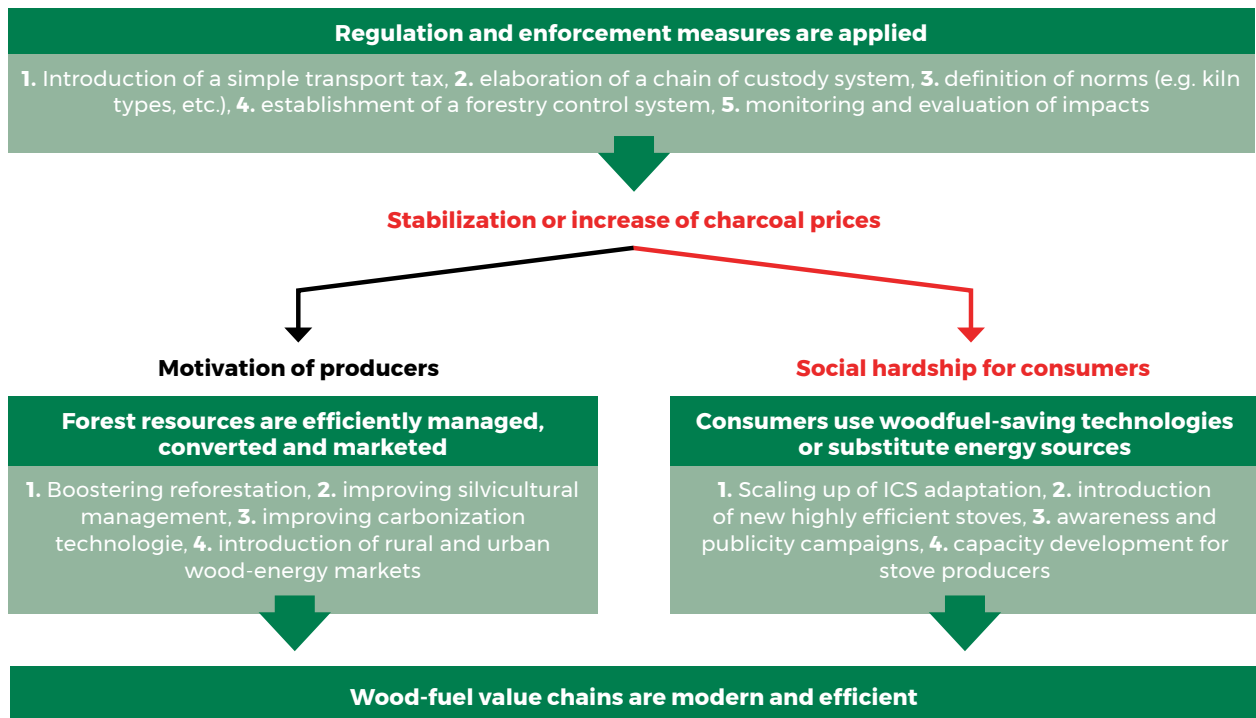 Regulation and enforcement measures are applied
1. Introduction of a simple transport tax, 2. elaboration of a chain of custody system, 3. definition of norms (e.g. kiln
types, etc.), 4. establishment of a forestry control system, 5. monitoring and evaluation of impacts
Stabilization or increase of charcoal prices
Motivation of producers
Forest resources are efficiently managed,
converted and marketed
1. Boostering reforestation, 2. improving silvicultural
management, 3. improving carbonization
technologie, 4. introduction of rural and urban
wood-energy markets
Social hardship for consumers
Consumers use woodfuel-saving technologies
or substitute energy sources
1. Scaling up of ICS adaptation, 2. introduction
of new highly efficient stoves, 3. awareness and
publicity campaigns, 4. capacity development for
stove producers
Wood-fuel value chains are modern and efficient